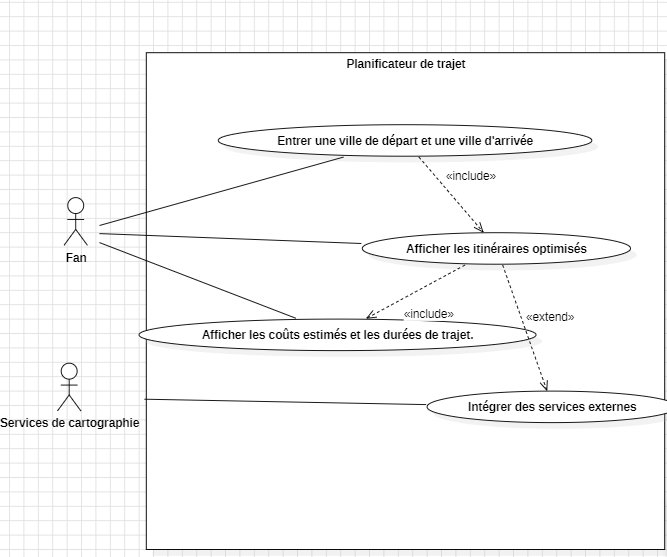 Planificateur de trajet
Entrer une ville de départ et une ville d'arrivée
«include»
Fan
Afficher les itinéraires optimisés
«include»
«extend»
Afficher les coûts estimés et les durées de trajet.
Services de cartographie
Intégrer des services externes